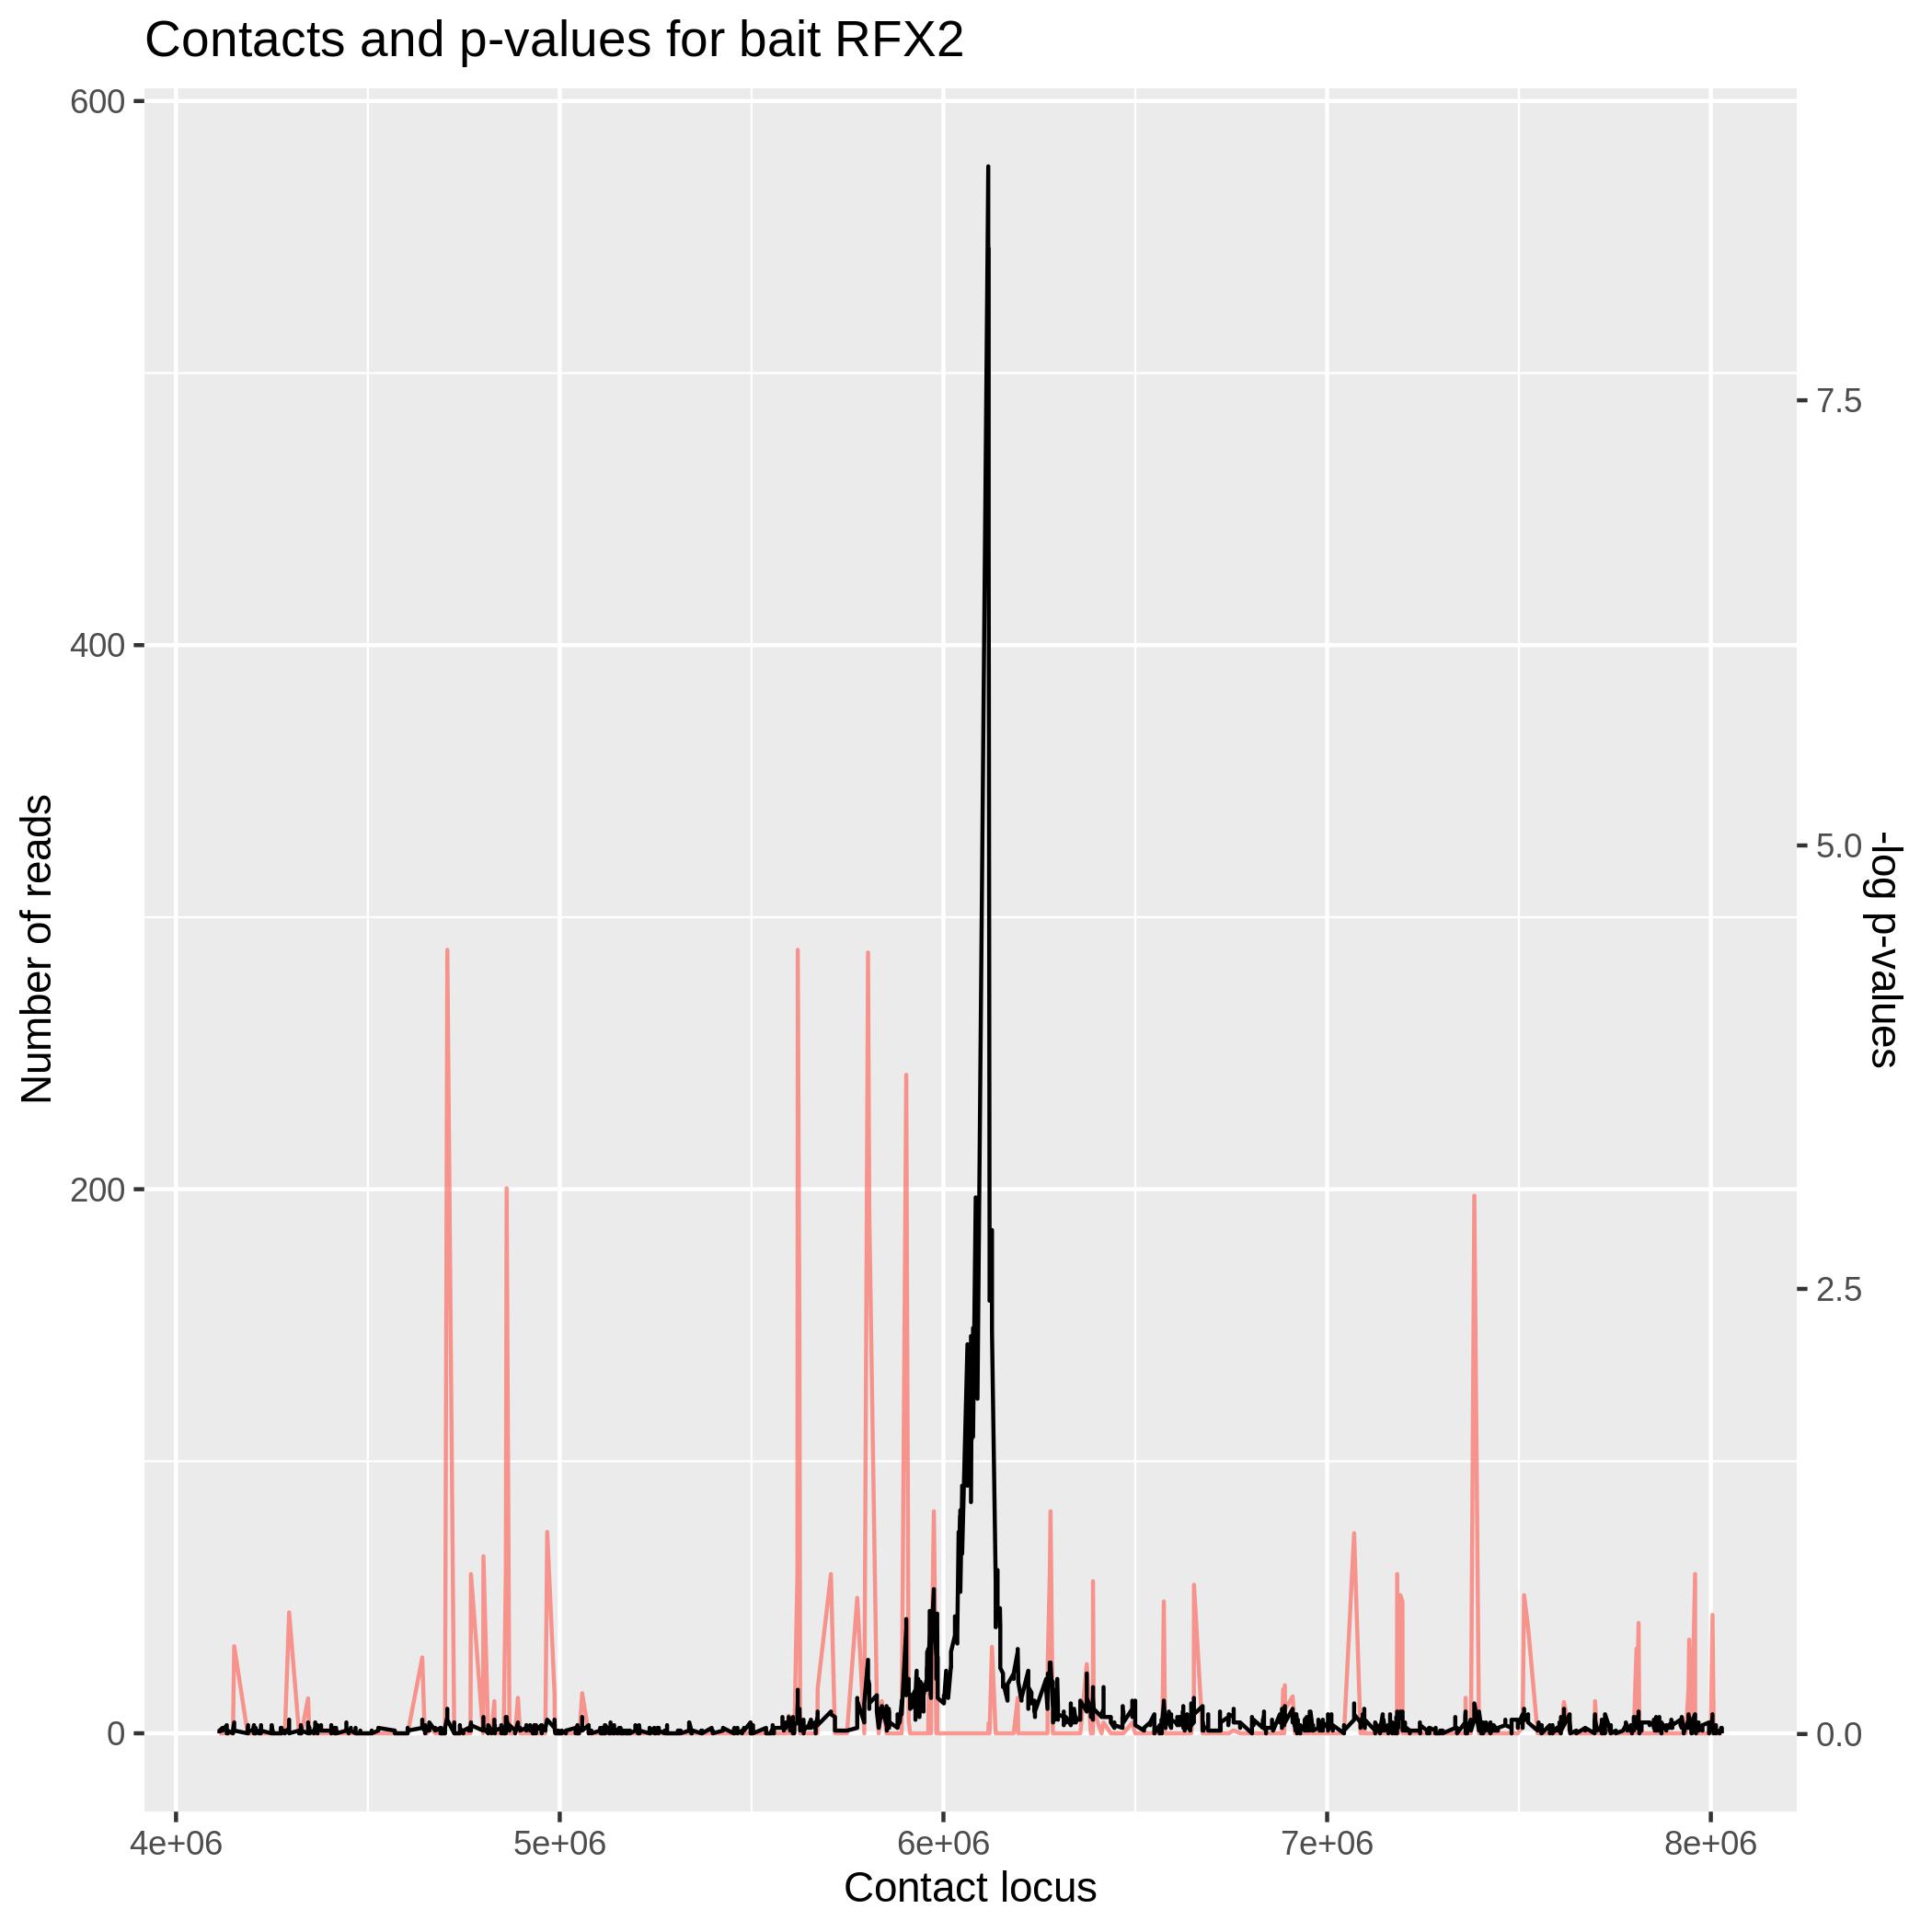 Contacts and p-values for bait RFX2
600
400
200
0
Number of reads
7.5
5.0
2.5
0.0
-log p-values
4e+06
5e+06
6e+06
7e+06
8e+06
Contact locus